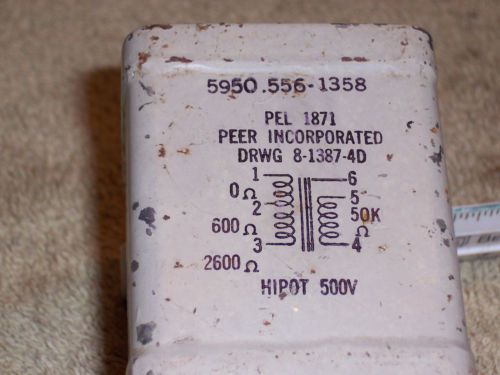 5950.556-1358
PEL 1871
PEER INCORPORATED
DRWG 8-1387-4D
1 6
0Ω 5
2 50K
600Ω Ω
3 4
2600Ω
HIPOT 500V